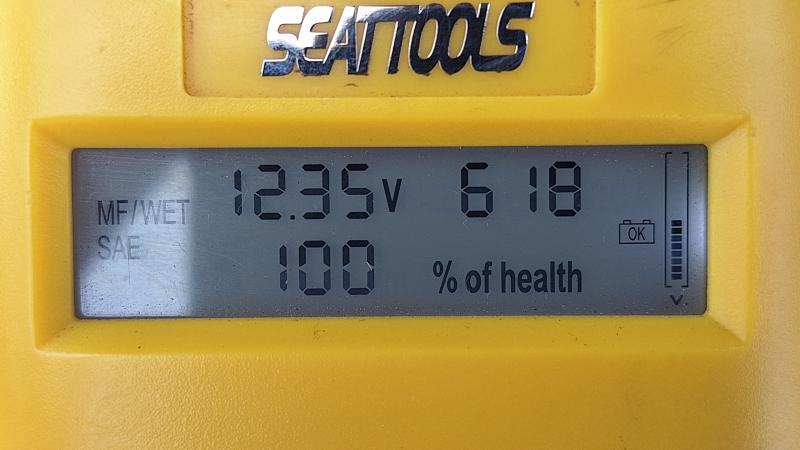 SEATTOOLS
MF/WET 12.35V 618
SAE 100 % of health
OK